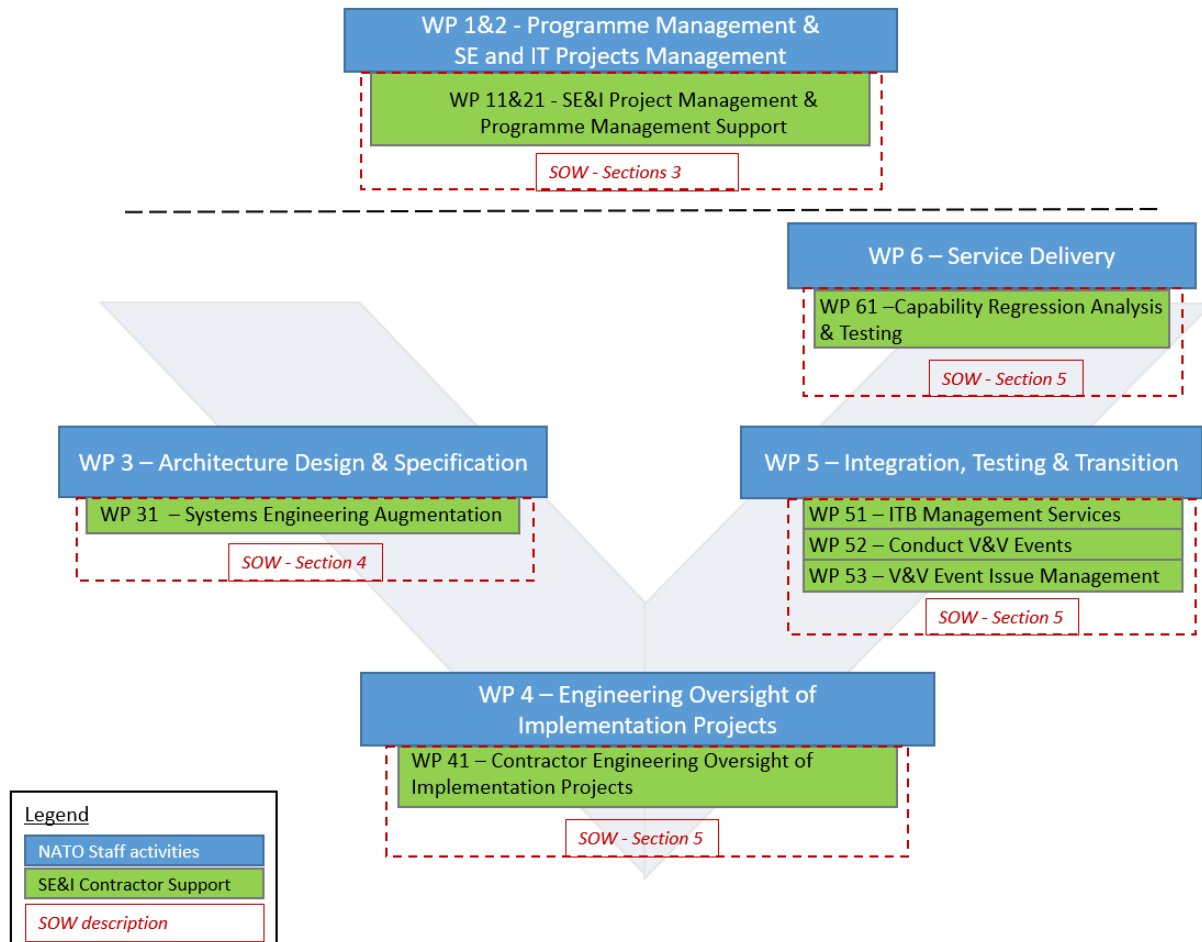 WP 1&2 - Programme Management &
SE and IT Projects Management
WP 11&21 - SE&I Project Management &
Programme Management Support
SOW - Sections 3
WP 6 – Service Delivery
WP 61 –Capability Regression Analysis
& Testing
SOW - Section 5
WP 3 – Architecture Design & Specification
WP 31 – Systems Engineering Augmentation
SOW - Section 4
WP 5 – Integration, Testing & Transition
WP 51 – ITB Management Services
WP 52 – Conduct V&V Events
WP 53 – V&V Event Issue Management
SOW - Section 5
WP 4 – Engineering Oversight of
Implementation Projects
WP 41 – Contractor Engineering Oversight of
Implementation Projects
SOW - Section 5
Legend
NATO Staff activities
SE&I Contractor Support
SOW description